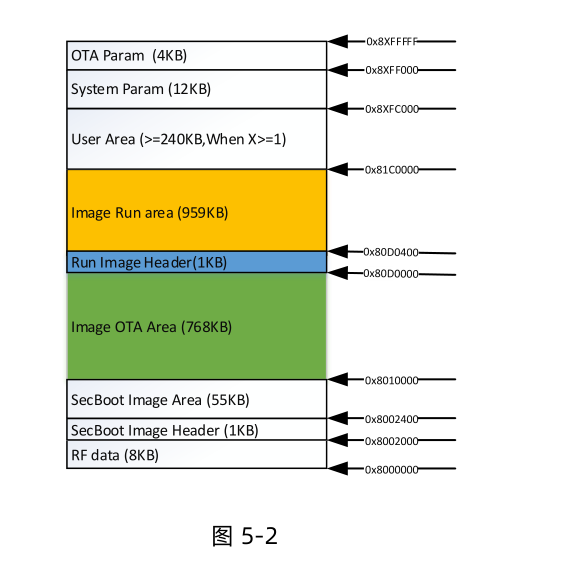 0x8XFFFFF
OTA Param (4KB)
0x8XFF000
System Param (12KB)
0x8XFC000
User Area (>=240KB,When X>=1)
0x81C0000
Image Run area (959KB)
0x80D0400
Run Image Header(1KB)
0x80D0000
Image OTA Area (768KB)
0x8010000
SecBoot Image Area (55KB)
0x8002400
SecBoot Image Header (1KB)
0x8002000
RF data (8KB)
0x8000000
图 5-2